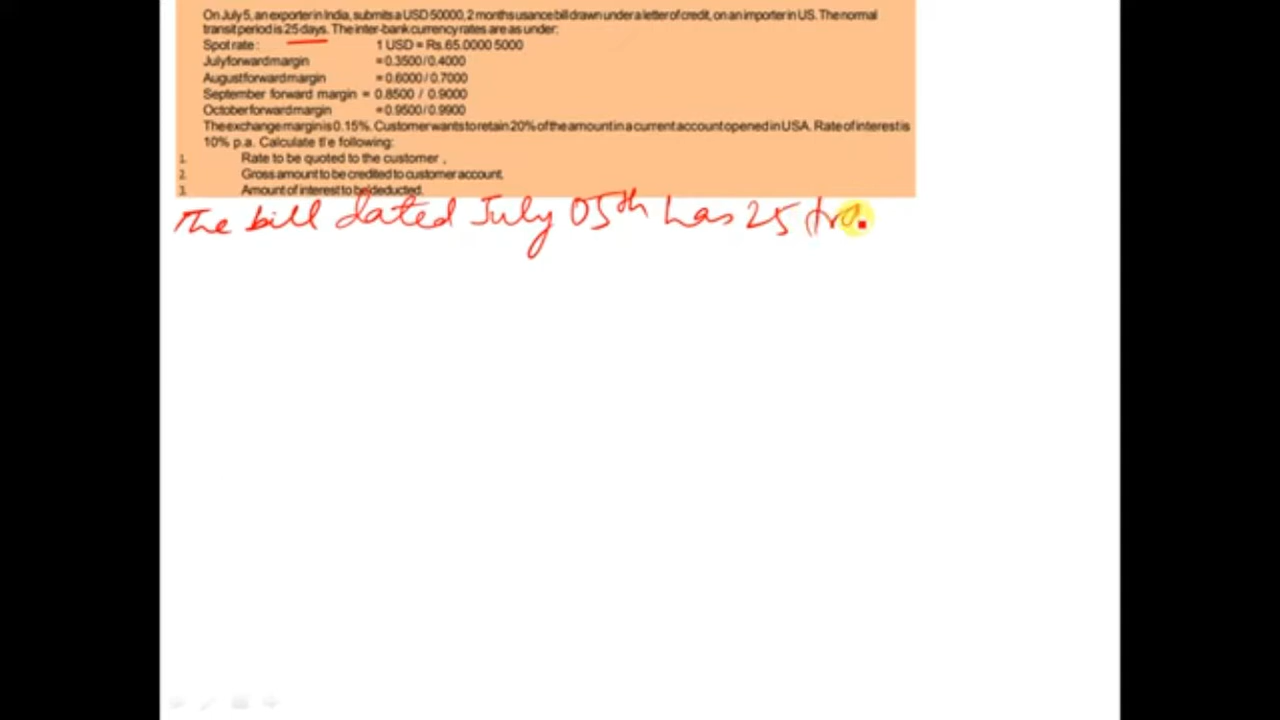 On July 5, an exporter in India, submits a USD 50000, 2 months usance bill drawn under a letter of credit, on an importer in US. The normal
transit period is 25 days. The inter-bank currency rates are as under:
Spot rate : 1 USD = Rs.65.0000 5000
July forward margin = 0.3500 / 0.4000
August forward margin = 0.6000 / 0.7000
September forward margin = 0.8500 / 0.9000
October forward margin = 0.9500 / 0.9900
The exchange margin is 0.15%. Customer wants to retain 20% of the amount in a current account opened in USA. Rate of interest is
10% p.a. Calculate the following:
1. Rate to be quoted to the customer ,
2. Gross amount to be credited to customer account.
3. Amount of interest to be deducted.
The bill dated July 05th has 25 tra